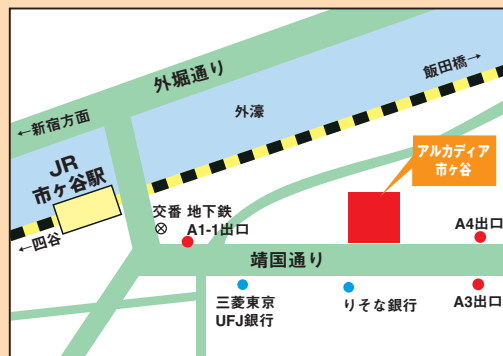 外堀通り
飯田橋→
←新宿方面
外濠
JR
市ヶ谷駅
アルカディア
市ヶ谷
←四谷
交番 地下鉄
A1-1出口
A4出口
靖国通り
三菱東京
UFJ銀行
りそな銀行
A3出口